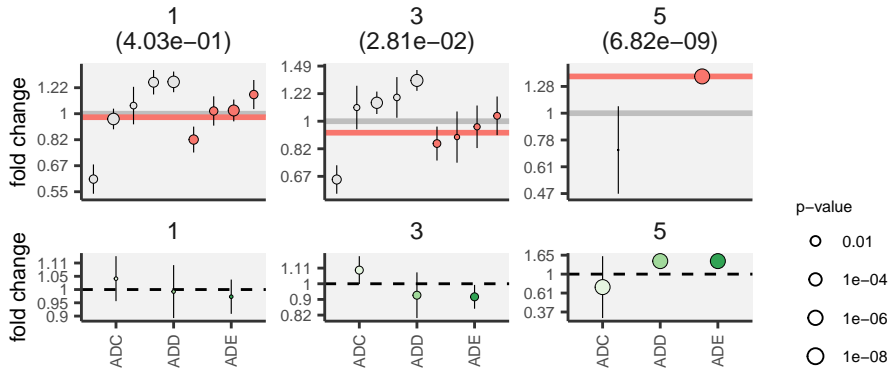 1
(4.03e−01)
3
(2.81e−02)
5
(6.82e−09)
fold change
1.22
1
0.82
0.67
0.55
1.49
1.22
1
0.82
0.67
1.28
1
0.78
0.61
0.47
1
3
5
fold change
1.11
1.05
1
0.95
0.9
1.11
1
0.9
0.82
1.65
1
0.61
0.37
ADC
ADD
ADE
ADC
ADD
ADE
ADC
ADD
ADE
p−value
0.01
1e−04
1e−06
1e−08